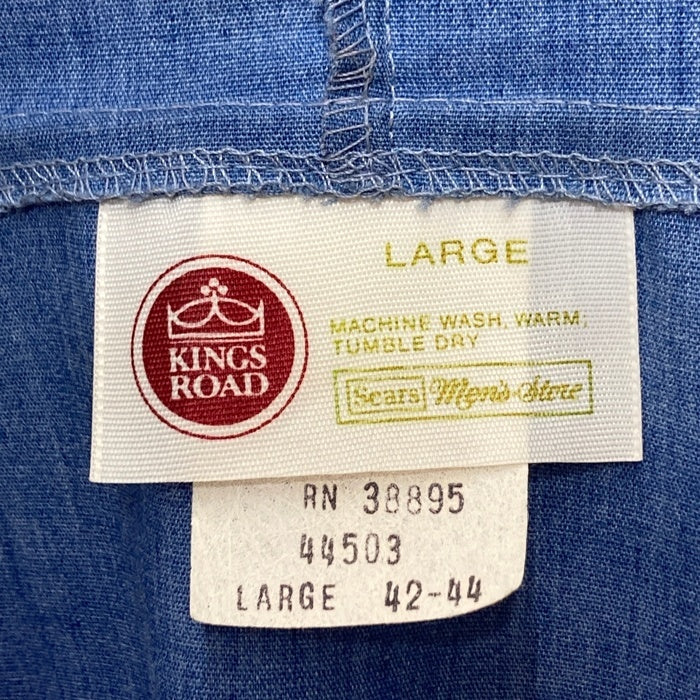 LARGE
KINGS
ROAD
MACHINE WASH, WARM,
TUMBLE DRY
Sears Men's Store
RN 38895
44503
LARGE 42-44